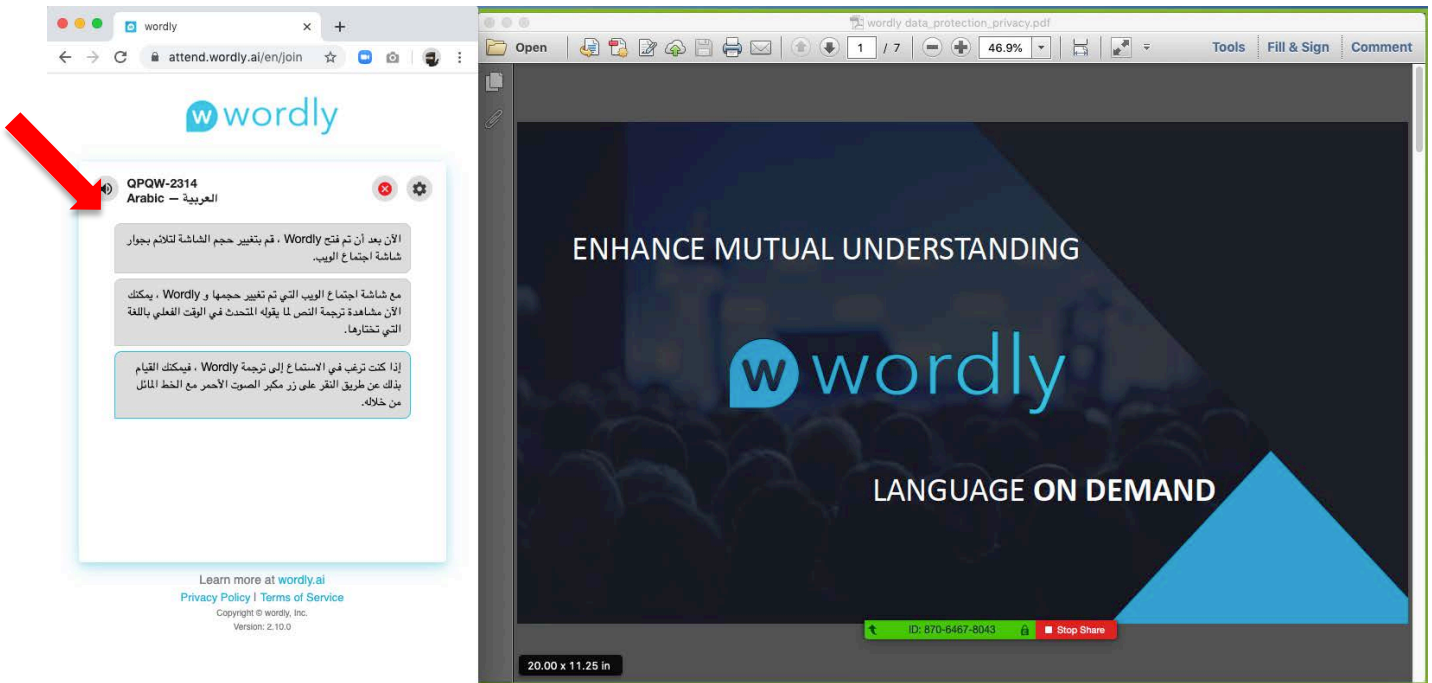 wordly
attend.wordly.ai/en/join
wordly
QPQW-2314
Arabic — العربية
الآن بعد أن تم فتح Wordly ، قم بتغيير حجم الشاشة لتلائم بجوار
شاشة اجتماع الويب.
مع شاشة اجتماع الويب التي تم تغيير حجمها و Wordly ، يمكنك
الآن مشاهدة ترجمة النص لما يقوله المتحدث في الوقت الفعلي باللغة
التي تختارها.
إذا كنت ترغب في الاستماع إلى ترجمة Wordly ، فيمكنك القيام
بذلك عن طريق النقر على زر مكبر الصوت الأحمر مع الخط المائل
من خلاله.
Learn more at wordly.ai
Privacy Policy | Terms of Service
Copyright © wordly, Inc.
Version: 2.10.0
wordly data_protection_privacy.pdf
Open 1 / 7 46.9% Tools Fill & Sign Comment
ENHANCE MUTUAL UNDERSTANDING
wordly
LANGUAGE ON DEMAND
ID: 870-6467-8043 Stop Share
20.00 x 11.25 in